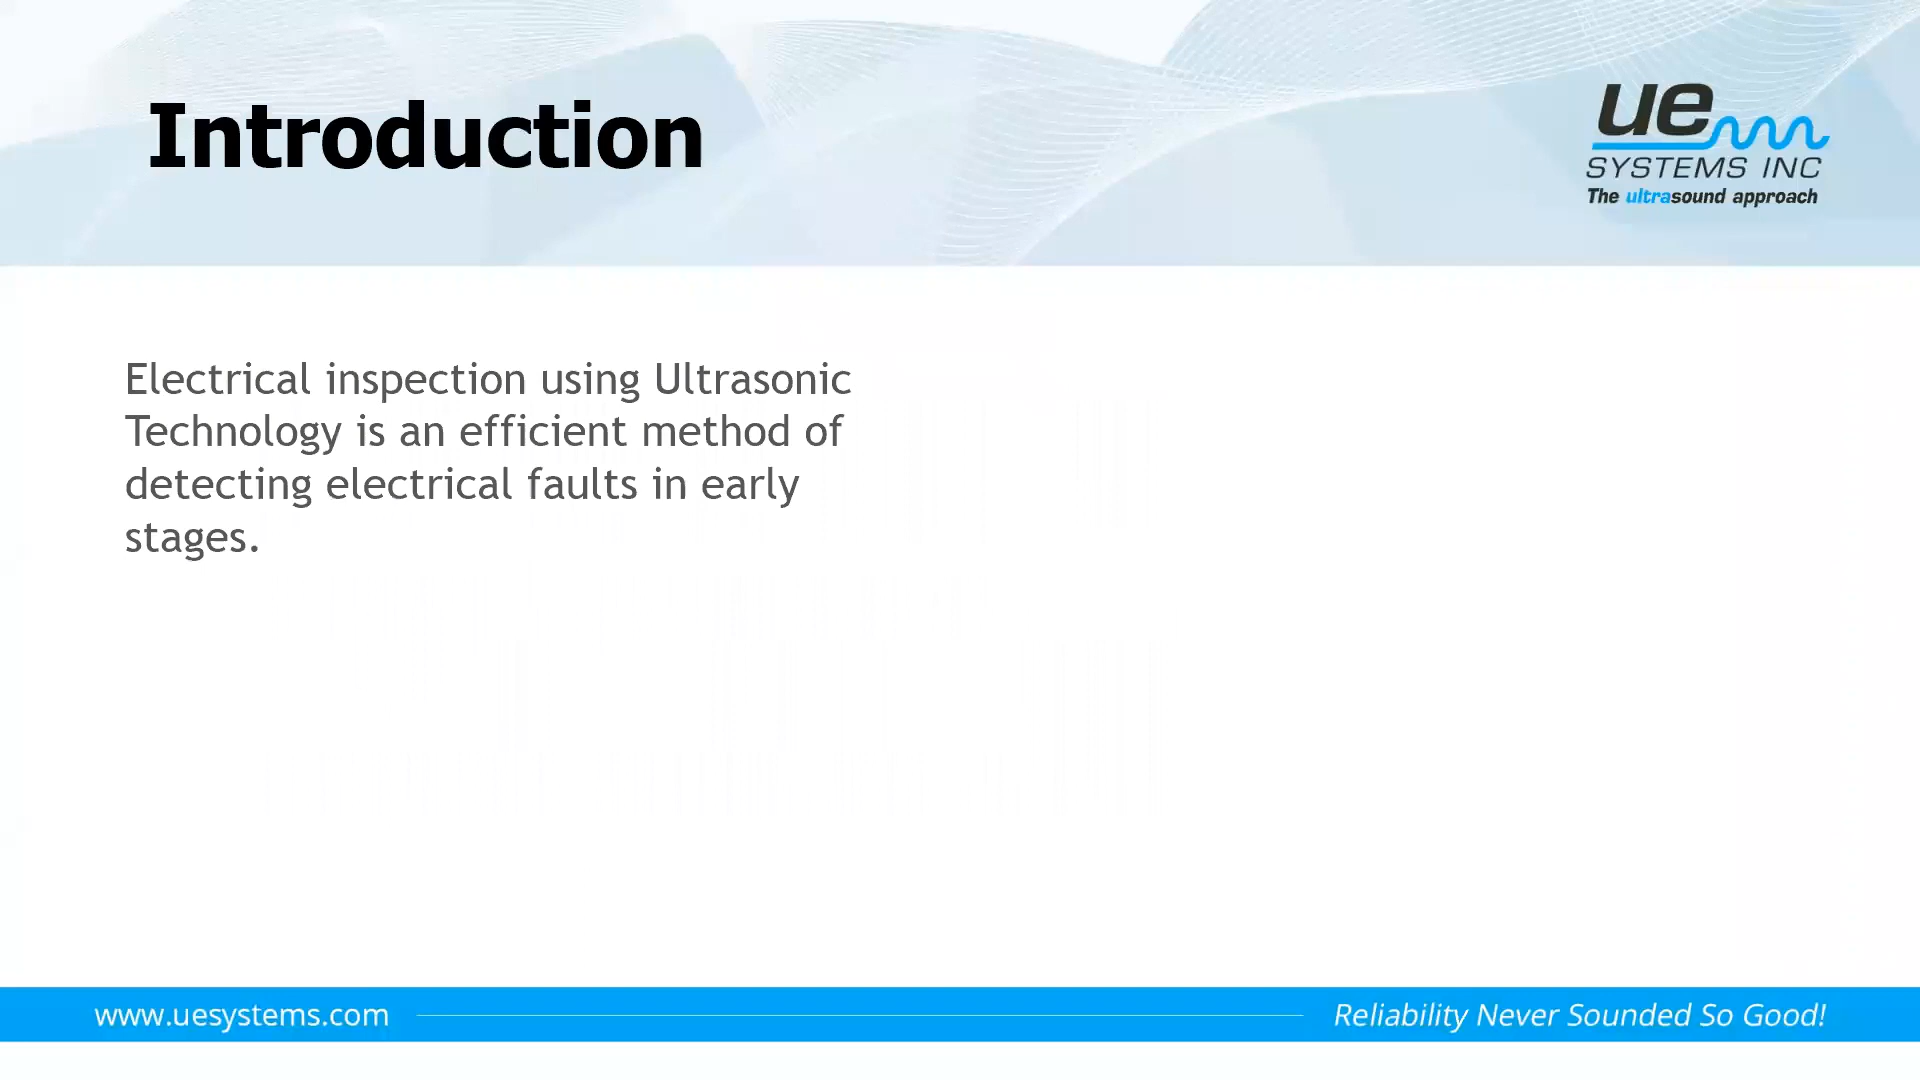 Introduction
ue
SYSTEMS INC
The ultrasound approach
Electrical inspection using Ultrasonic
Technology is an efficient method of
detecting electrical faults in early
stages.
www.uesystems.com
Reliability Never Sounded So Good!